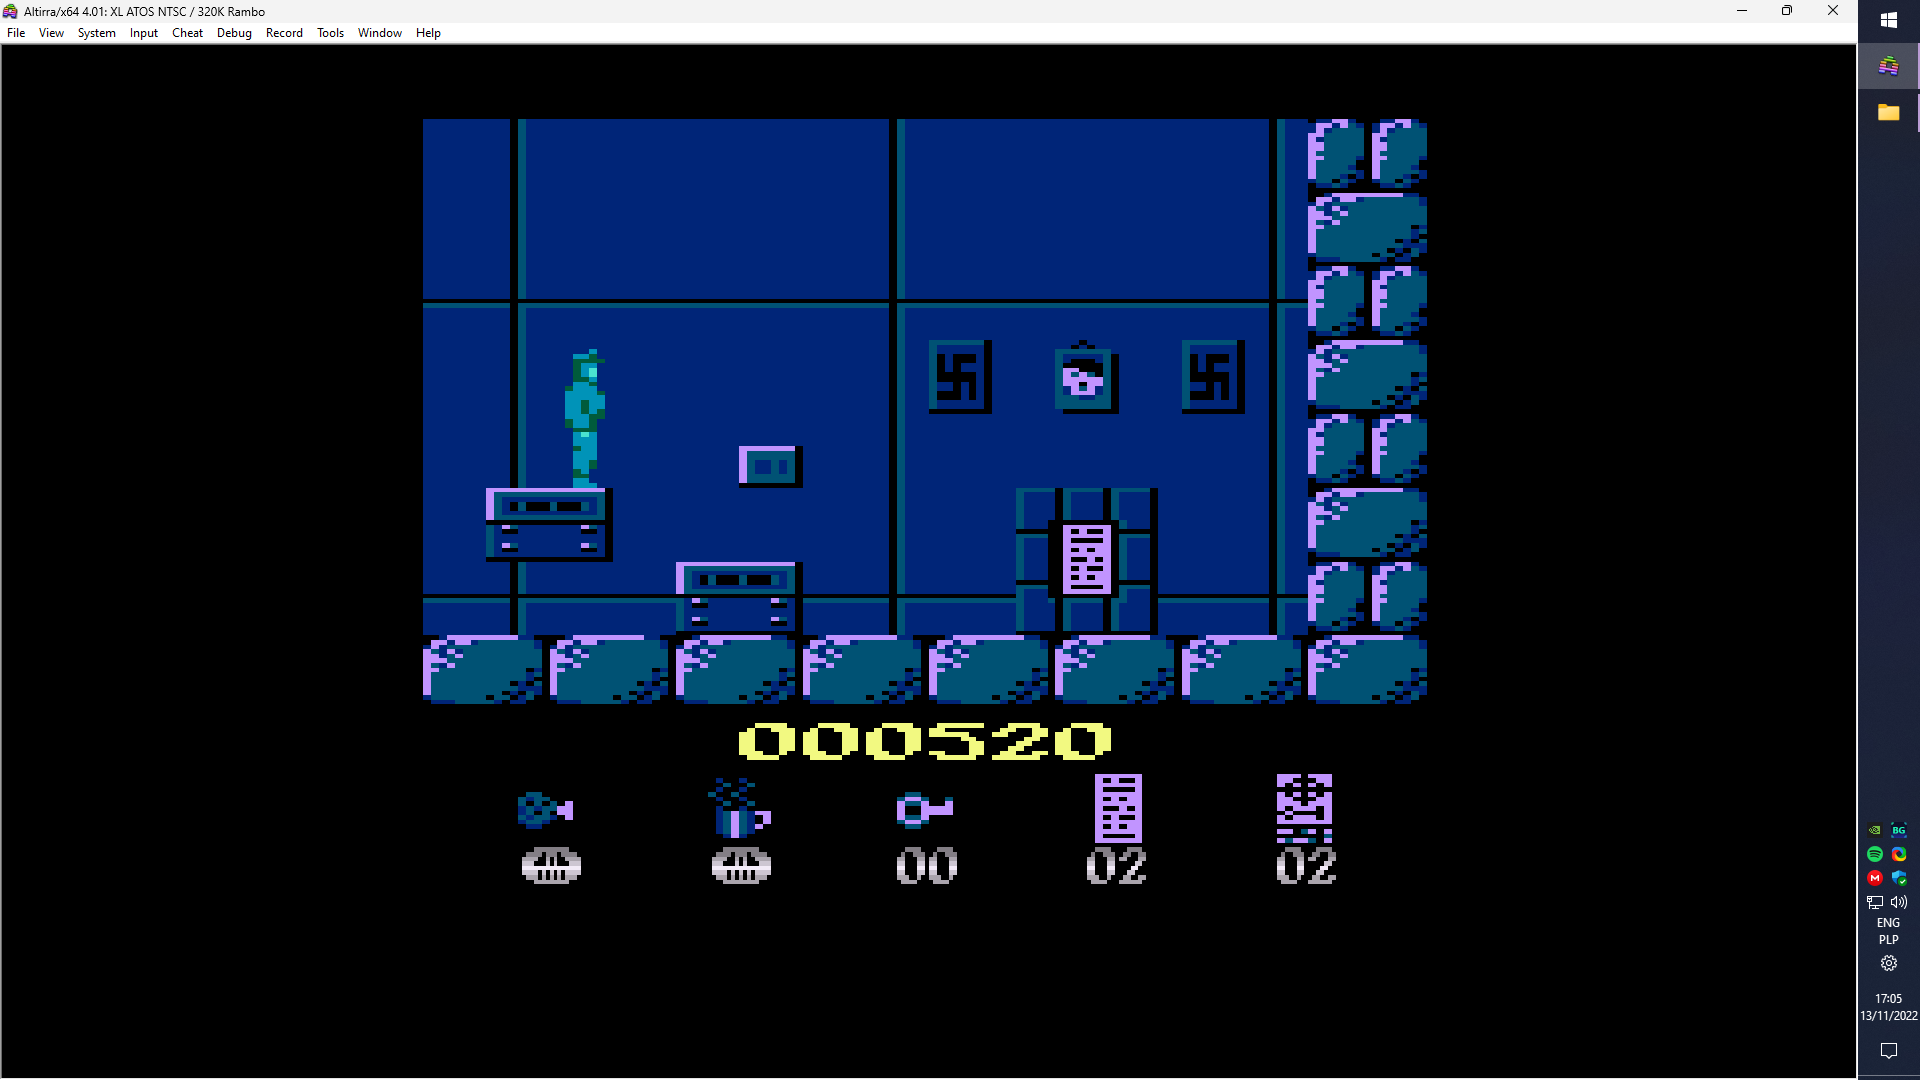 Altirra/x64 4.01: XL ATOS NTSC / 320K Rambo
File View System Input Cheat Debug Record Tools Window Help
000520
00 02 02
BG
M
ENG
PLP
17:05
13/11/2022